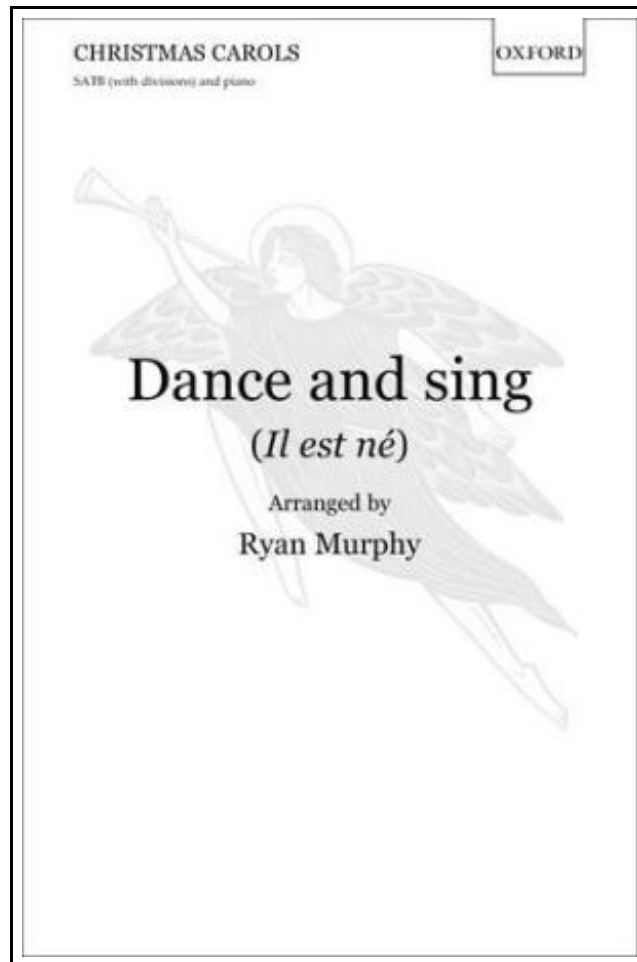 CHRISTMAS CAROLS
OXFORD
SATB (with divisions) and piano
Dance and sing
(Il est né)
Arranged by
Ryan Murphy